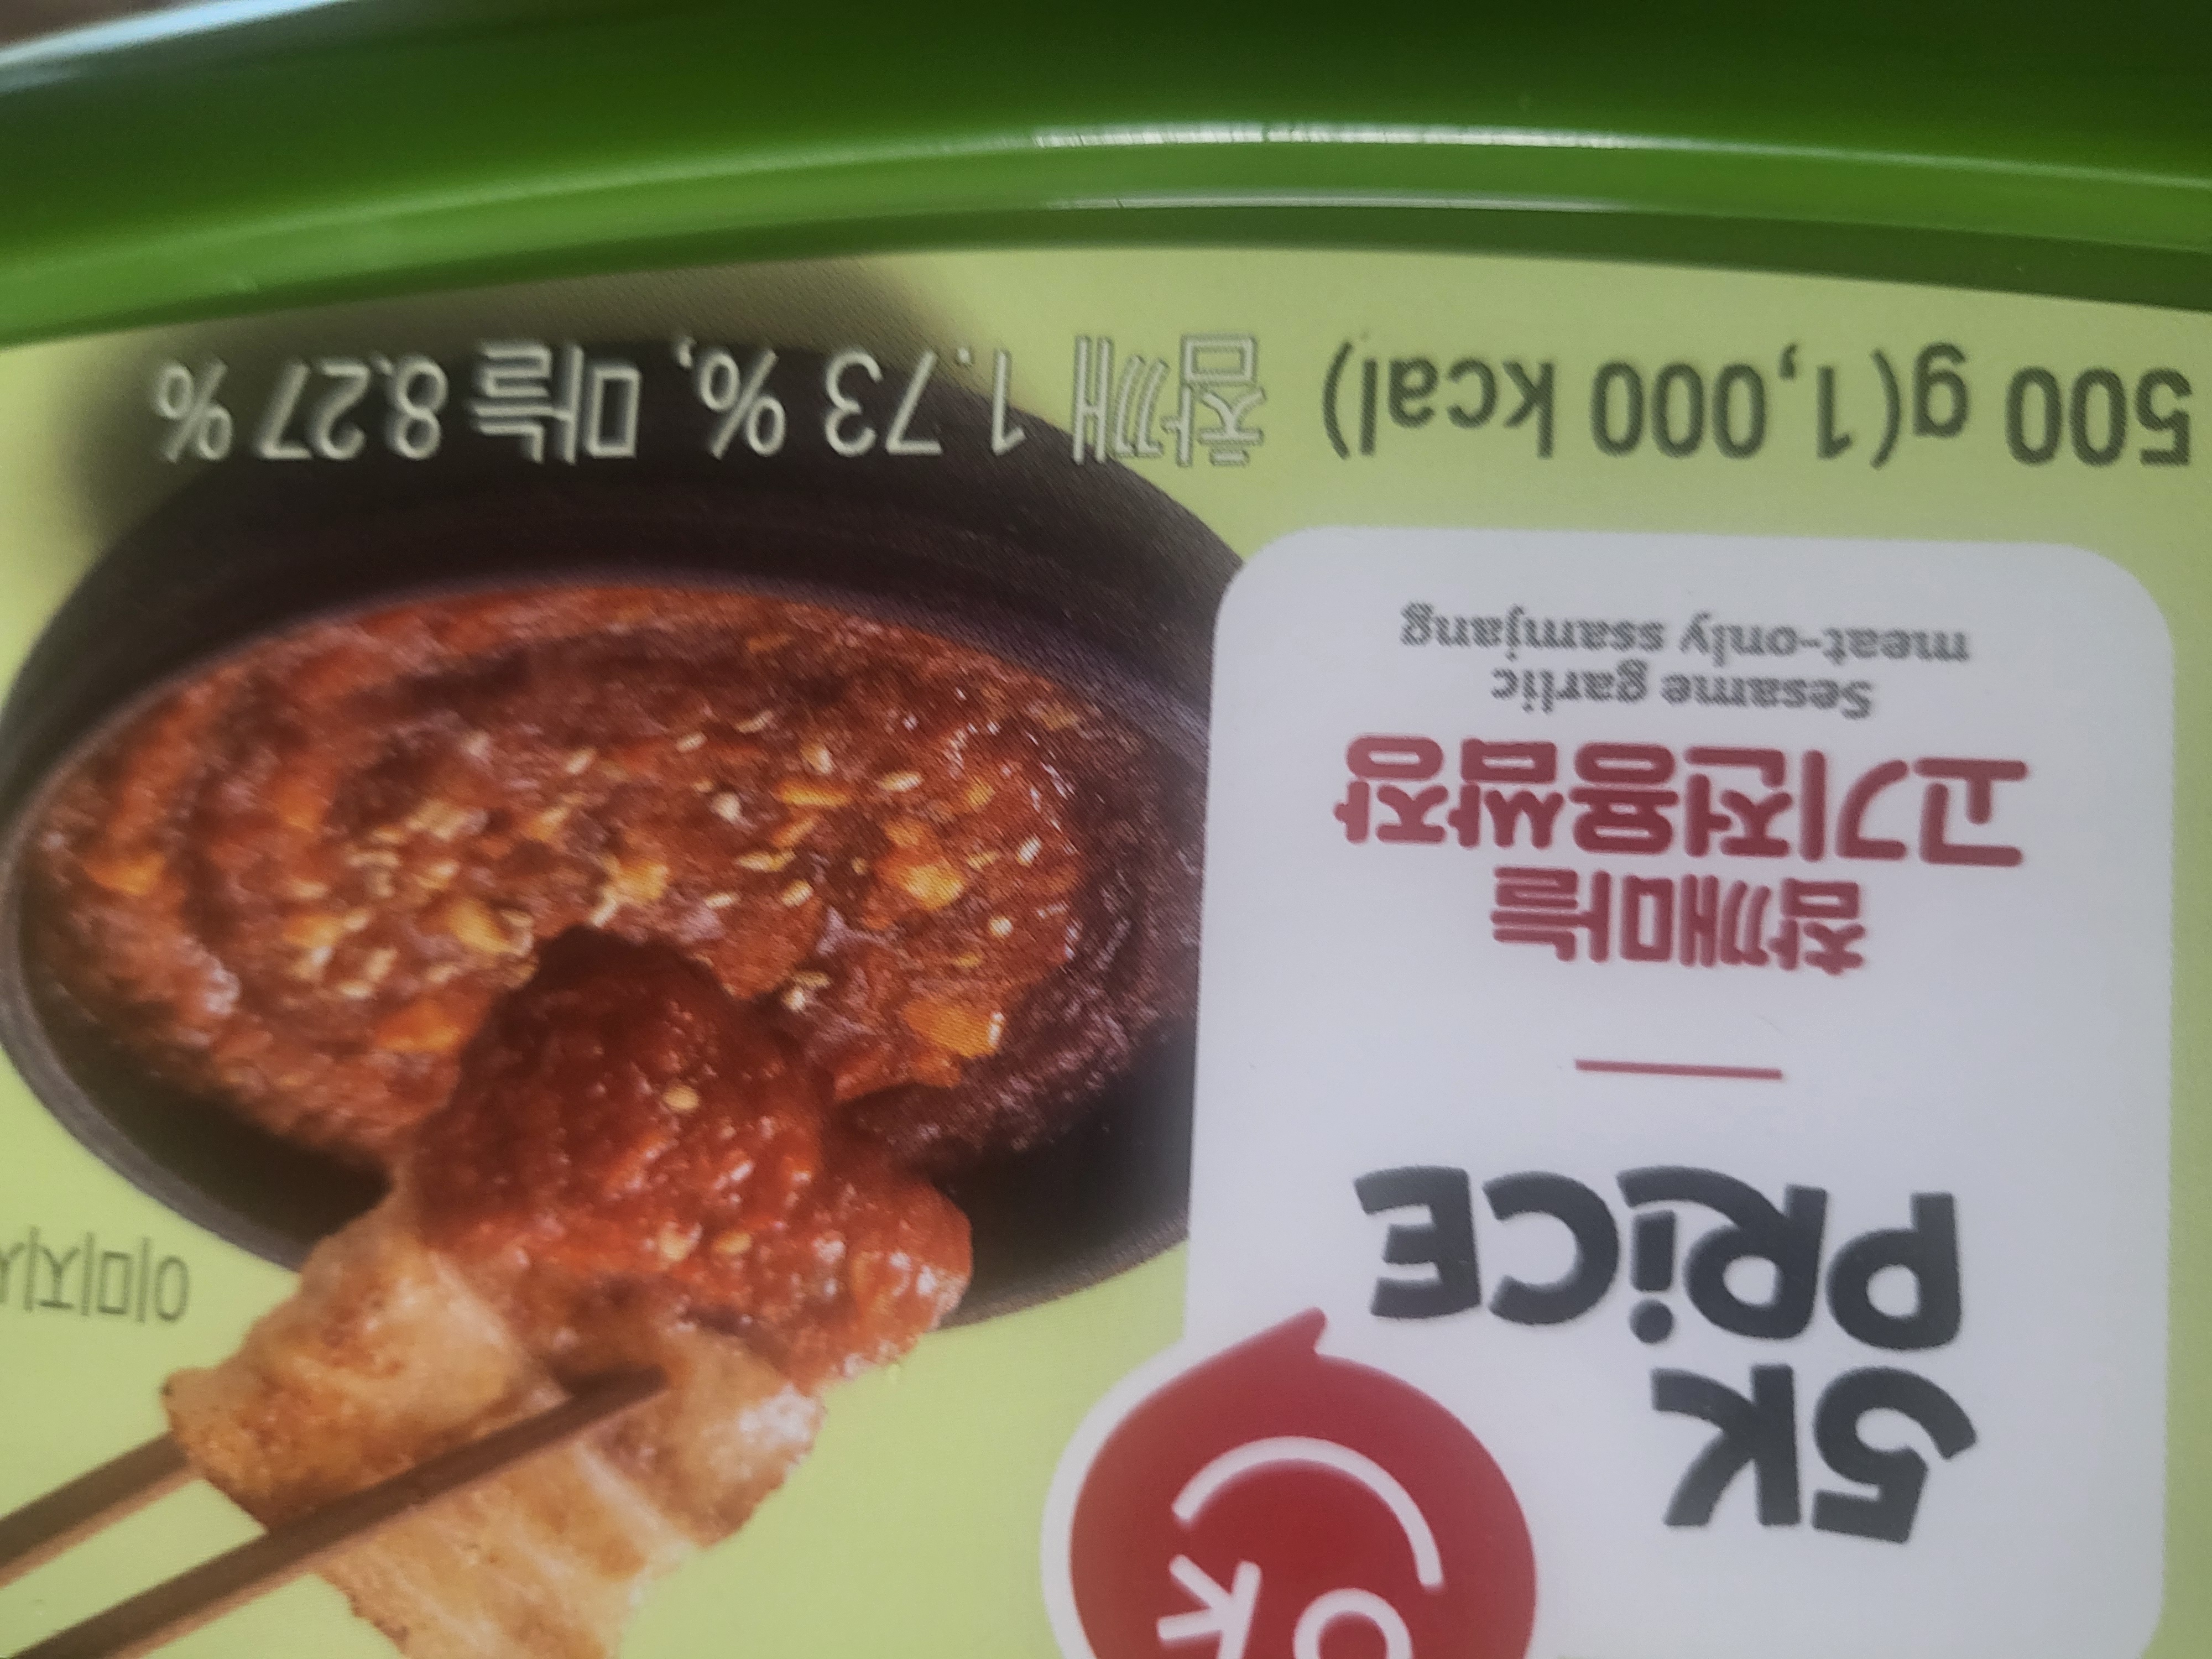 OK
5K
PRiCE
참깨마늘
고기전용쌈장
Sesame garlic
meat-only ssamjang
500 g(1,000 kcal) 참깨 1.73 %, 마늘 8.27 %